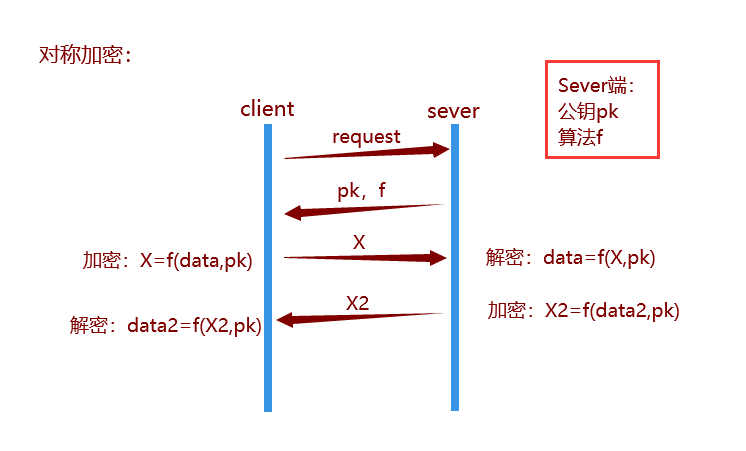 对称加密：
Sever端：
公钥pk
算法f
client
sever
request
pk，f
X
加密：X=f(data,pk)
解密：data=f(X,pk)
X2
加密：X2=f(data2,pk)
解密：data2=f(X2,pk)